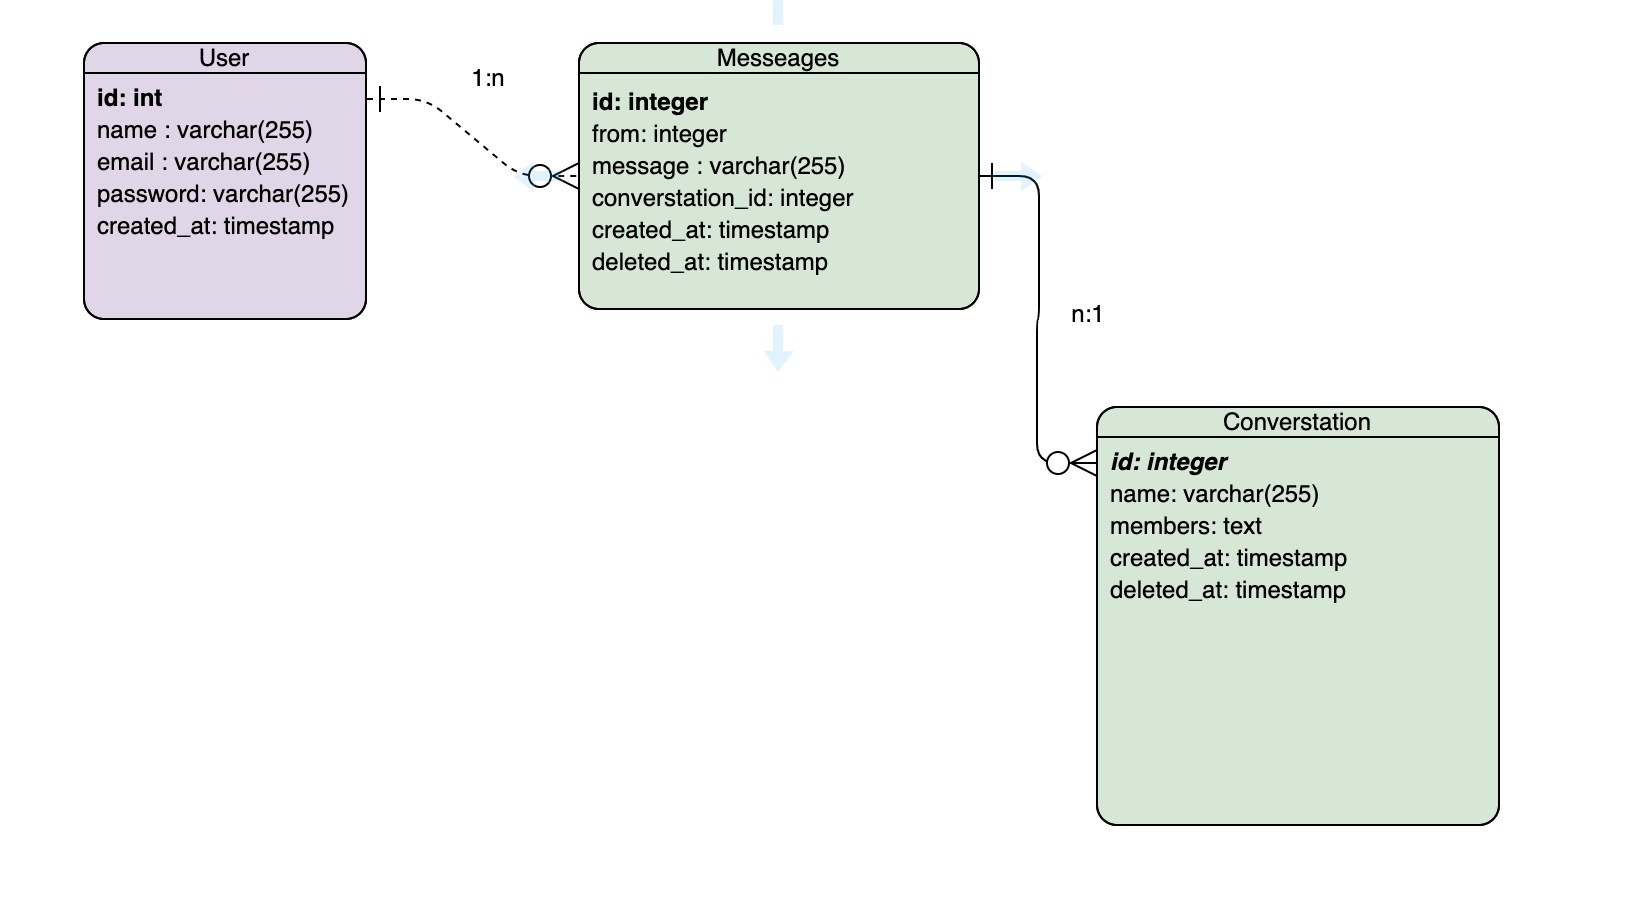 User
id: int
name : varchar(255)
email : varchar(255)
password: varchar(255)
created_at: timestamp
1:n
Messeages
id: integer
from: integer
message : varchar(255)
converstation_id: integer
created_at: timestamp
deleted_at: timestamp
n:1
Converstation
id: integer
name: varchar(255)
members: text
created_at: timestamp
deleted_at: timestamp